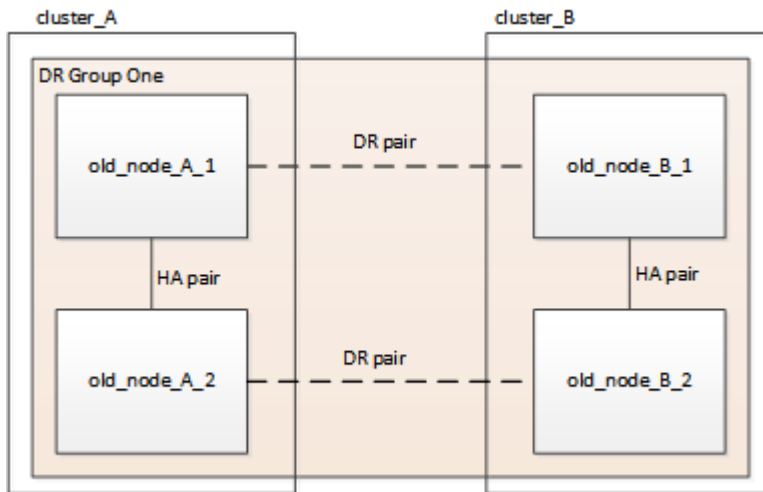 cluster_A
cluster_B
DR Group One
old_node_A_1
DR pair
old_node_B_1
HA pair
HA pair
old_node_A_2
DR pair
old_node_B_2